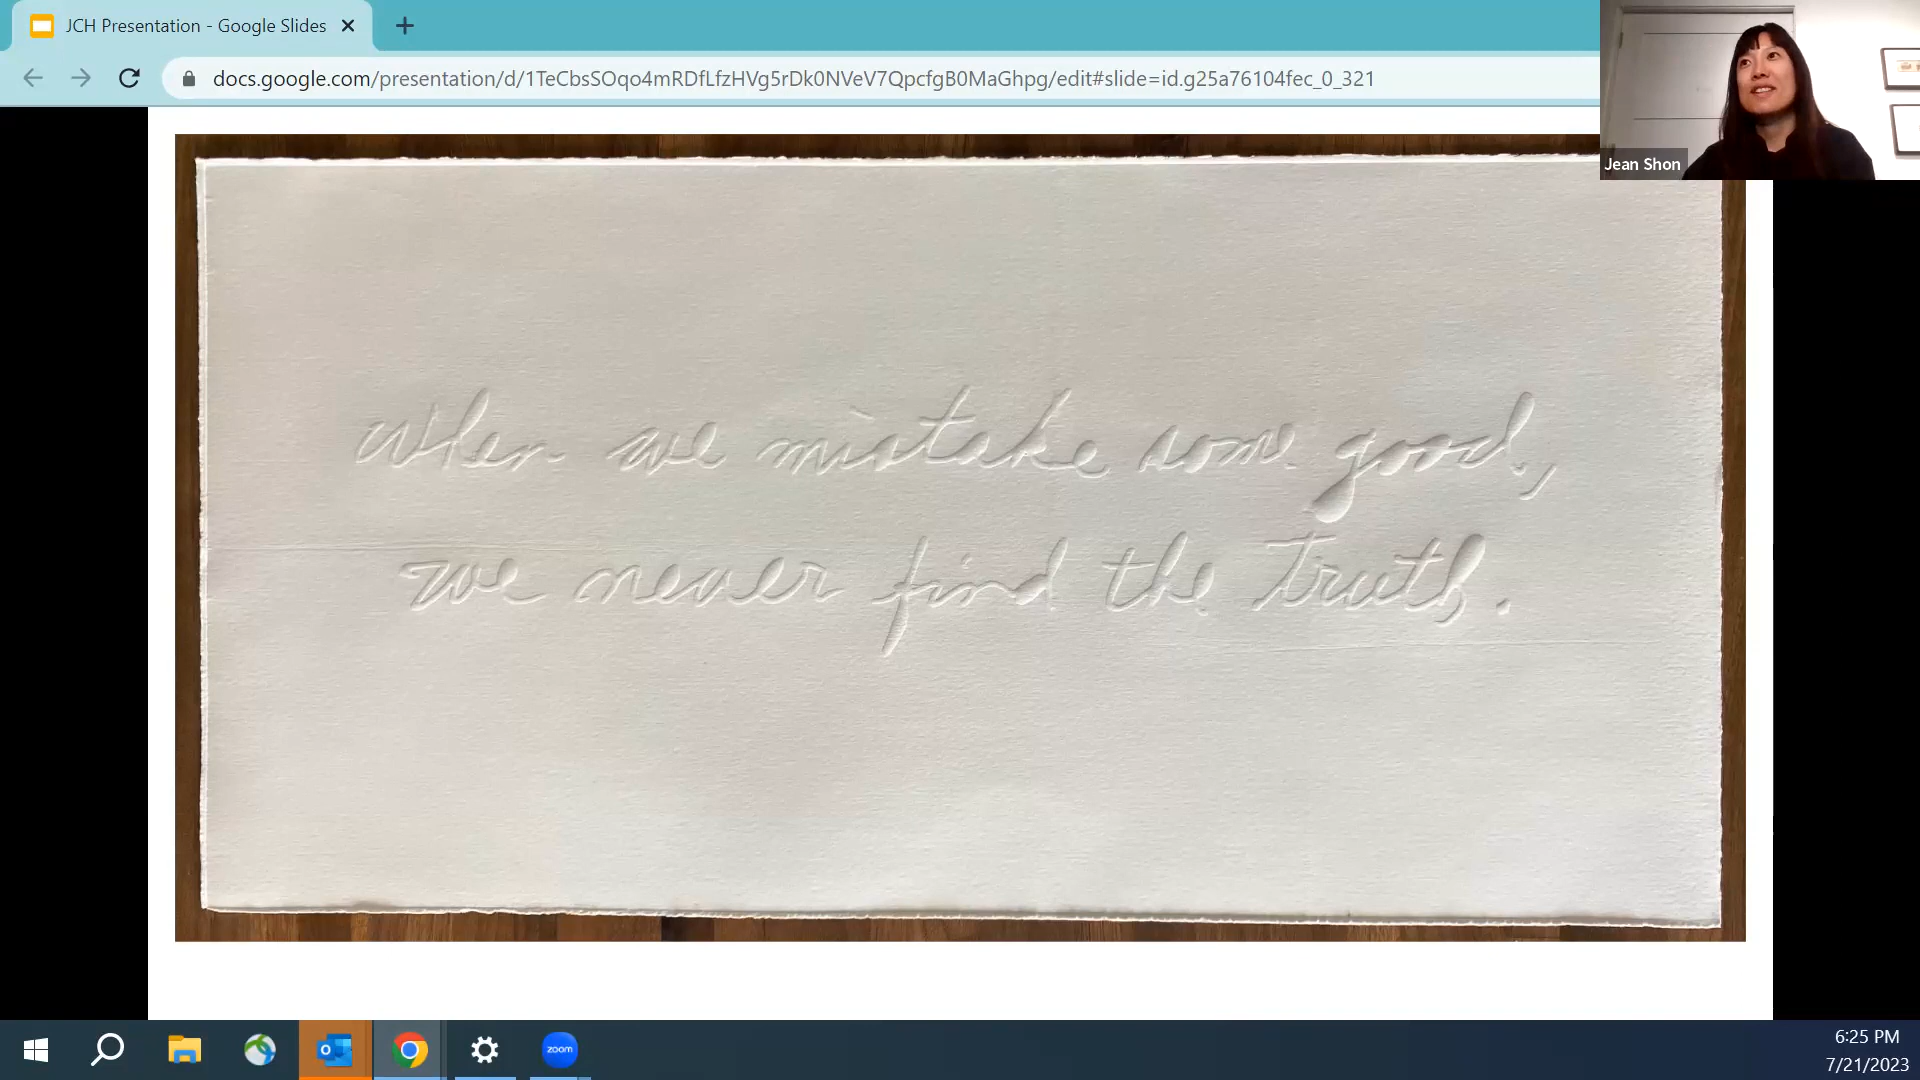 JCH Presentation - Google Slides
docs.google.com/presentation/d/1TeCbsSOqo4mRDfLfzHVg5rDk0NVeV7QpcfgB0MaGhpg/edit#slide=id.g25a76104fec_0_321
Jean Shon
when we mistake some good,
we never find the truth.
zoom
6:25 PM
7/21/2023